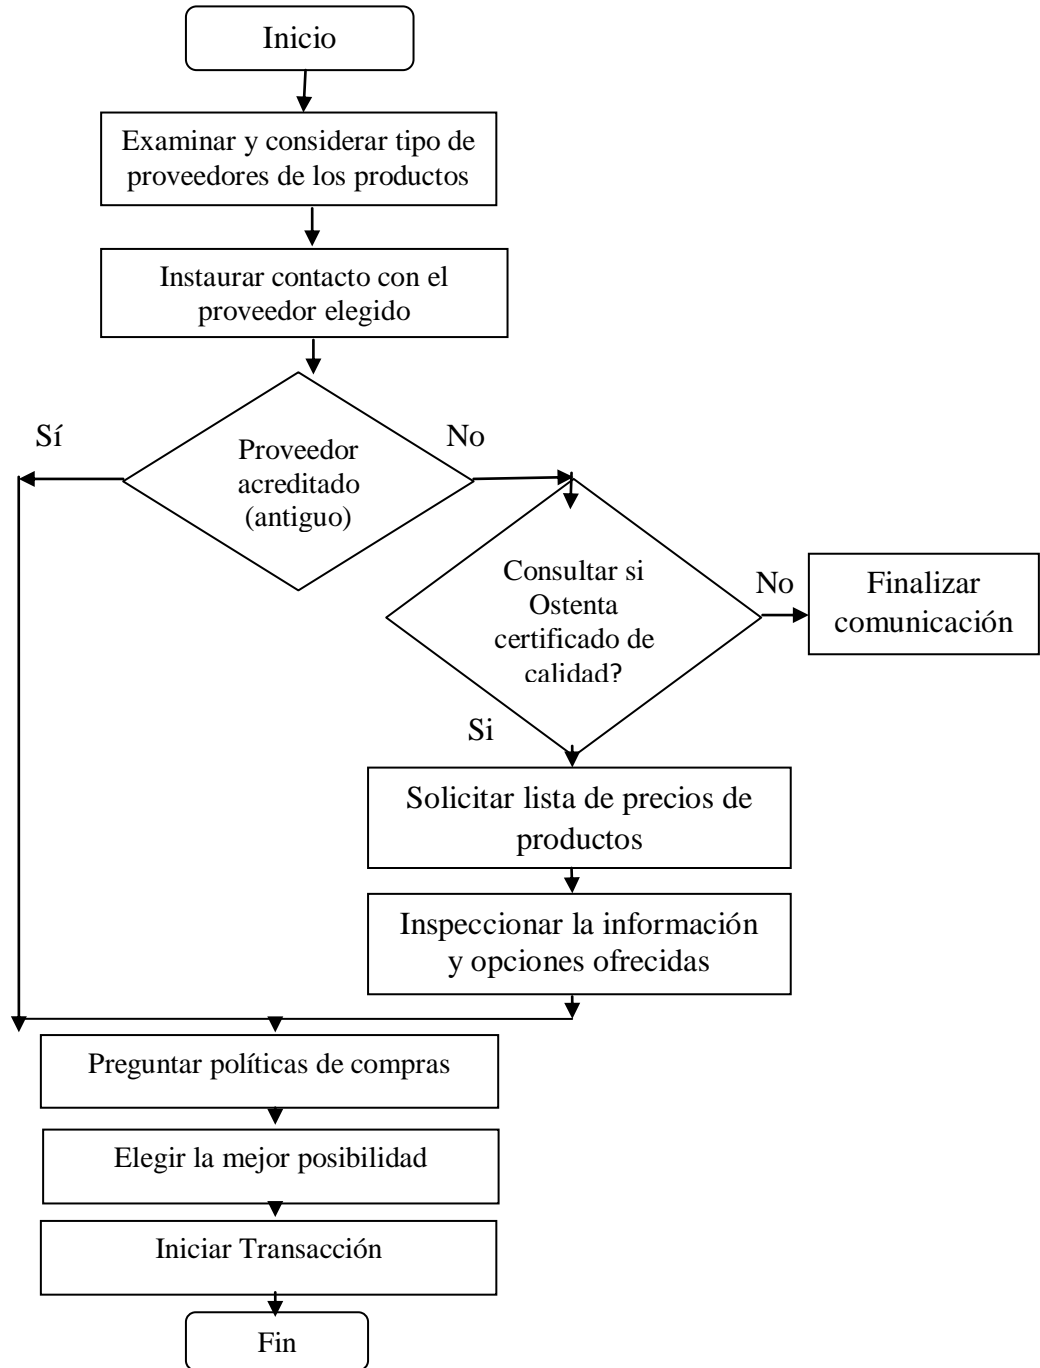 Inicio
Examinar y considerar tipo de
proveedores de los productos
Instaurar contacto con el
proveedor elegido
Sí
No
Proveedor
acreditado
(antiguo)
Consultar si
Ostenta
certificado de
calidad?
No
Finalizar
comunicación
Si
Solicitar lista de precios de
productos
Inspeccionar la información
y opciones ofrecidas
Preguntar políticas de compras
Elegir la mejor posibilidad
Iniciar Transacción
Fin